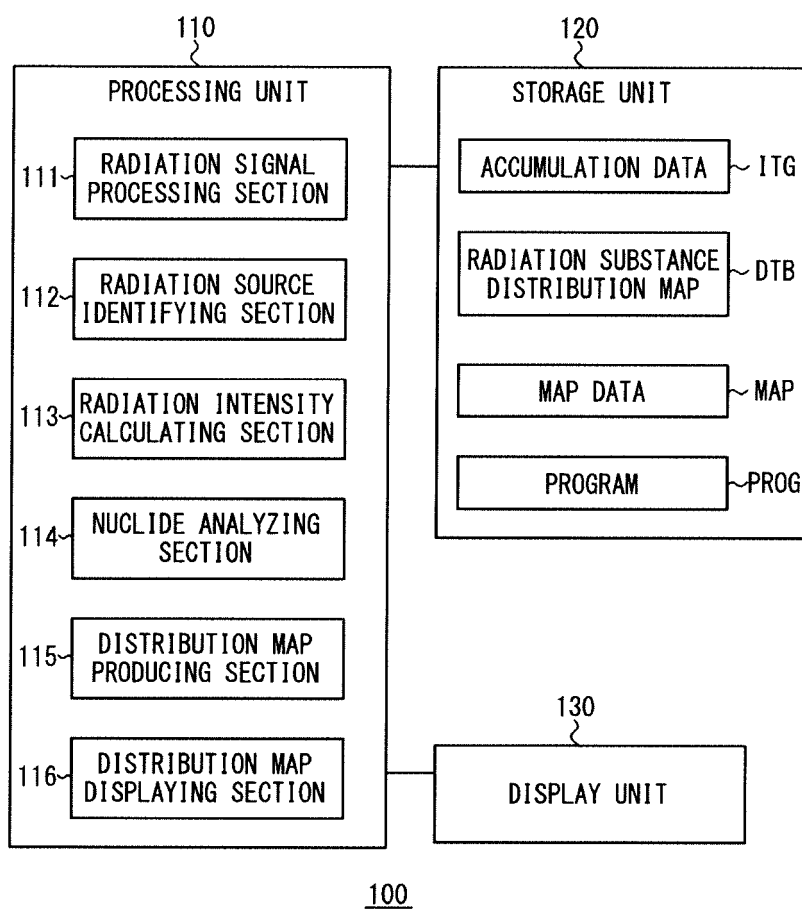 110
PROCESSING UNIT
111
RADIATION SIGNAL
PROCESSING SECTION
112
RADIATION SOURCE
IDENTIFYING SECTION
113
RADIATION INTENSITY
CALCULATING SECTION
114
NUCLIDE ANALYZING
SECTION
115
DISTRIBUTION MAP
PRODUCING SECTION
116
DISTRIBUTION MAP
DISPLAYING SECTION
120
STORAGE UNIT
ACCUMULATION DATA
ITG
RADIATION SUBSTANCE
DISTRIBUTION MAP
DTB
MAP DATA
MAP
PROGRAM
PROG
130
DISPLAY UNIT
100